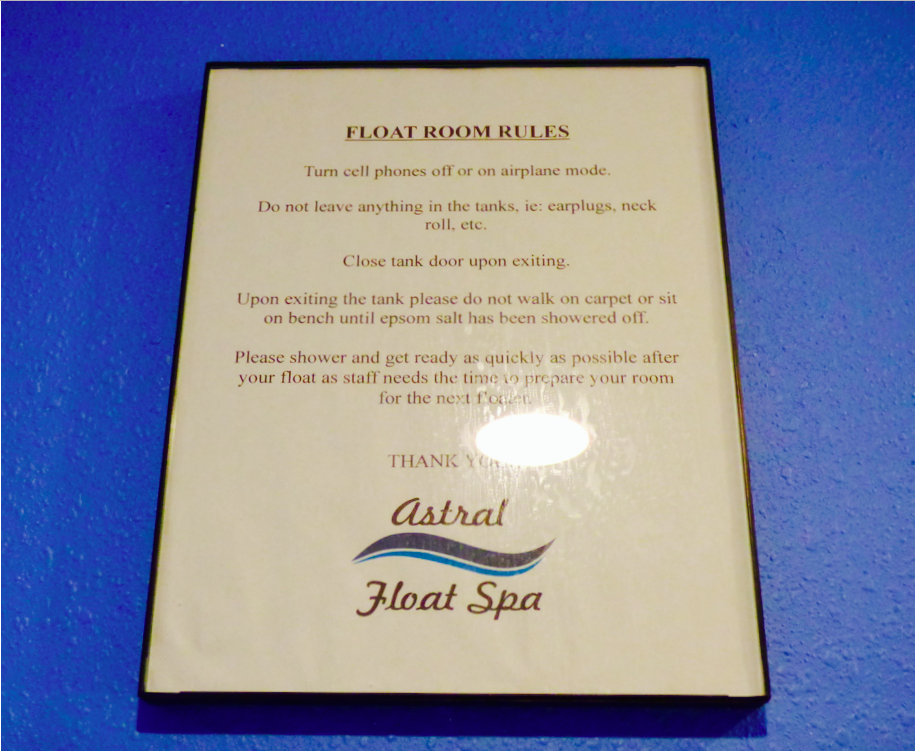 FLOAT ROOM RULES
Turn cell phones off or on airplane mode.
Do not leave anything in the tanks, ie: earplugs, neck
roll, etc.
Close tank door upon exiting.
Upon exiting the tank please do not walk on carpet or sit
on bench until epsom salt has been showered off.
Please shower and get ready as quickly as possible after
your float as staff needs the time to prepare your room
for the next floater.
THANK
Astral
Float Spa